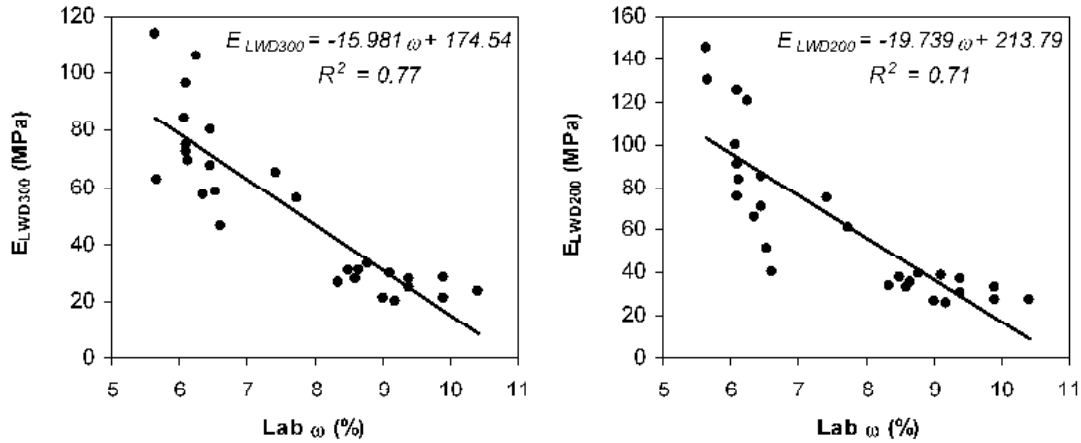 E LWD300 = -15.981 ω + 174.54
R² = 0.77
120
100
80
60
40
20
0
E LWD300 (MPa)
5 6 7 8 9 10 11
Lab ω (%)
E LWD200 = -19.739 ω + 213.79
R² = 0.71
160
140
120
100
80
60
40
20
0
E LWD200 (MPa)
5 6 7 8 9 10 11
Lab ω (%)